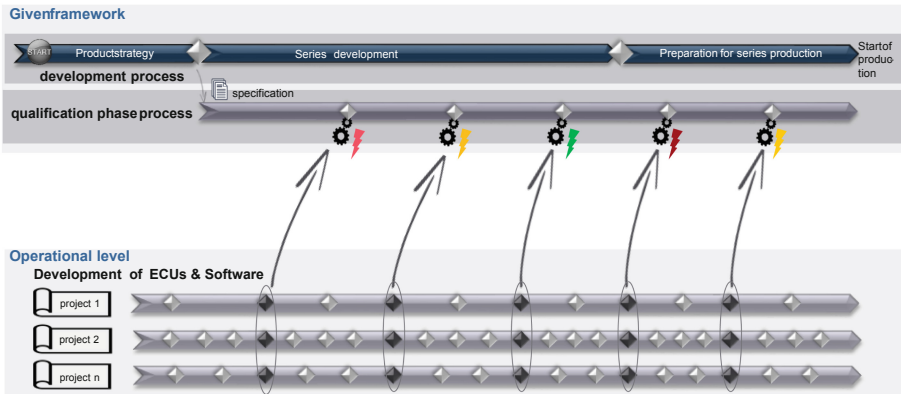 Givenframework
START
Productstrategy
Series development
Preparation for series production
Startof
produc-
tion
development process
specification
qualification phaseprocess
Operational level
Development of ECUs & Software
project 1
project 2
project n